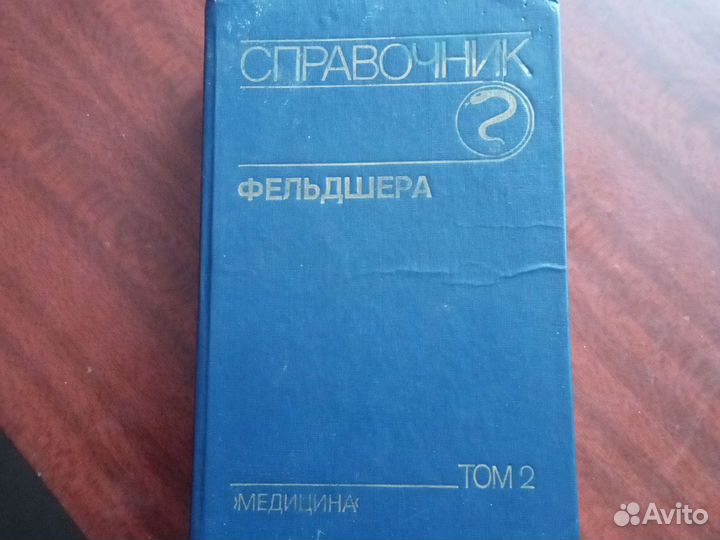 СПРАВОЧНИК
ФЕЛЬДШЕРА
ТОМ 2
›МЕДИЦИНА‹
Avito